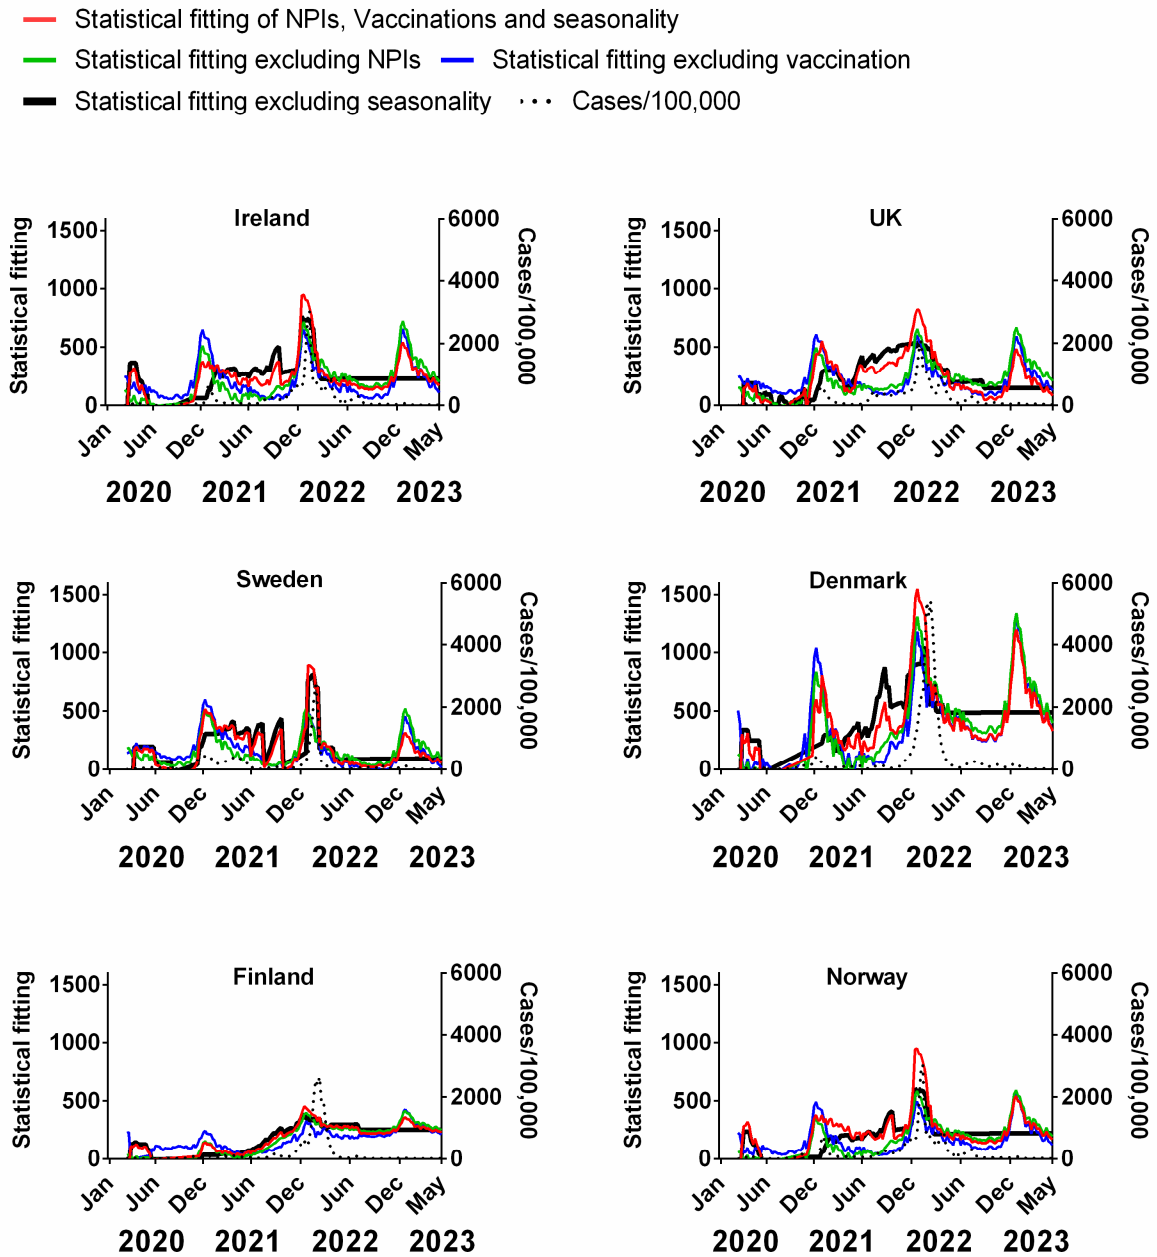 Statistical fitting of NPIs, Vaccinations and seasonality
Statistical fitting excluding NPIs Statistical fitting excluding vaccination
Statistical fitting excluding seasonality Cases/100,000
Ireland
Statistical fitting
1500
1000
500
0
6000
4000
2000
0
Cases/100,000
Jan Jun Dec Jun Dec Jun Dec May
2020 2021 2022 2023
UK
Statistical fitting
1500
1000
500
0
6000
4000
2000
0
Cases/100,000
Jan Jun Dec Jun Dec Jun Dec May
2020 2021 2022 2023
Sweden
Statistical fitting
1500
1000
500
0
6000
4000
2000
0
Cases/100,000
Jan Jun Dec Jun Dec Jun Dec May
2020 2021 2022 2023
Denmark
Statistical fitting
1500
1000
500
0
6000
4000
2000
0
Cases/100,000
Jan Jun Dec Jun Dec Jun Dec May
2020 2021 2022 2023
Finland
Statistical fitting
1500
1000
500
0
6000
4000
2000
0
Cases/100,000
Jan Jun Dec Jun Dec Jun Dec May
2020 2021 2022 2023
Norway
Statistical fitting
1500
1000
500
0
6000
4000
2000
0
Cases/100,000
Jan Jun Dec Jun Dec Jun Dec May
2020 2021 2022 2023